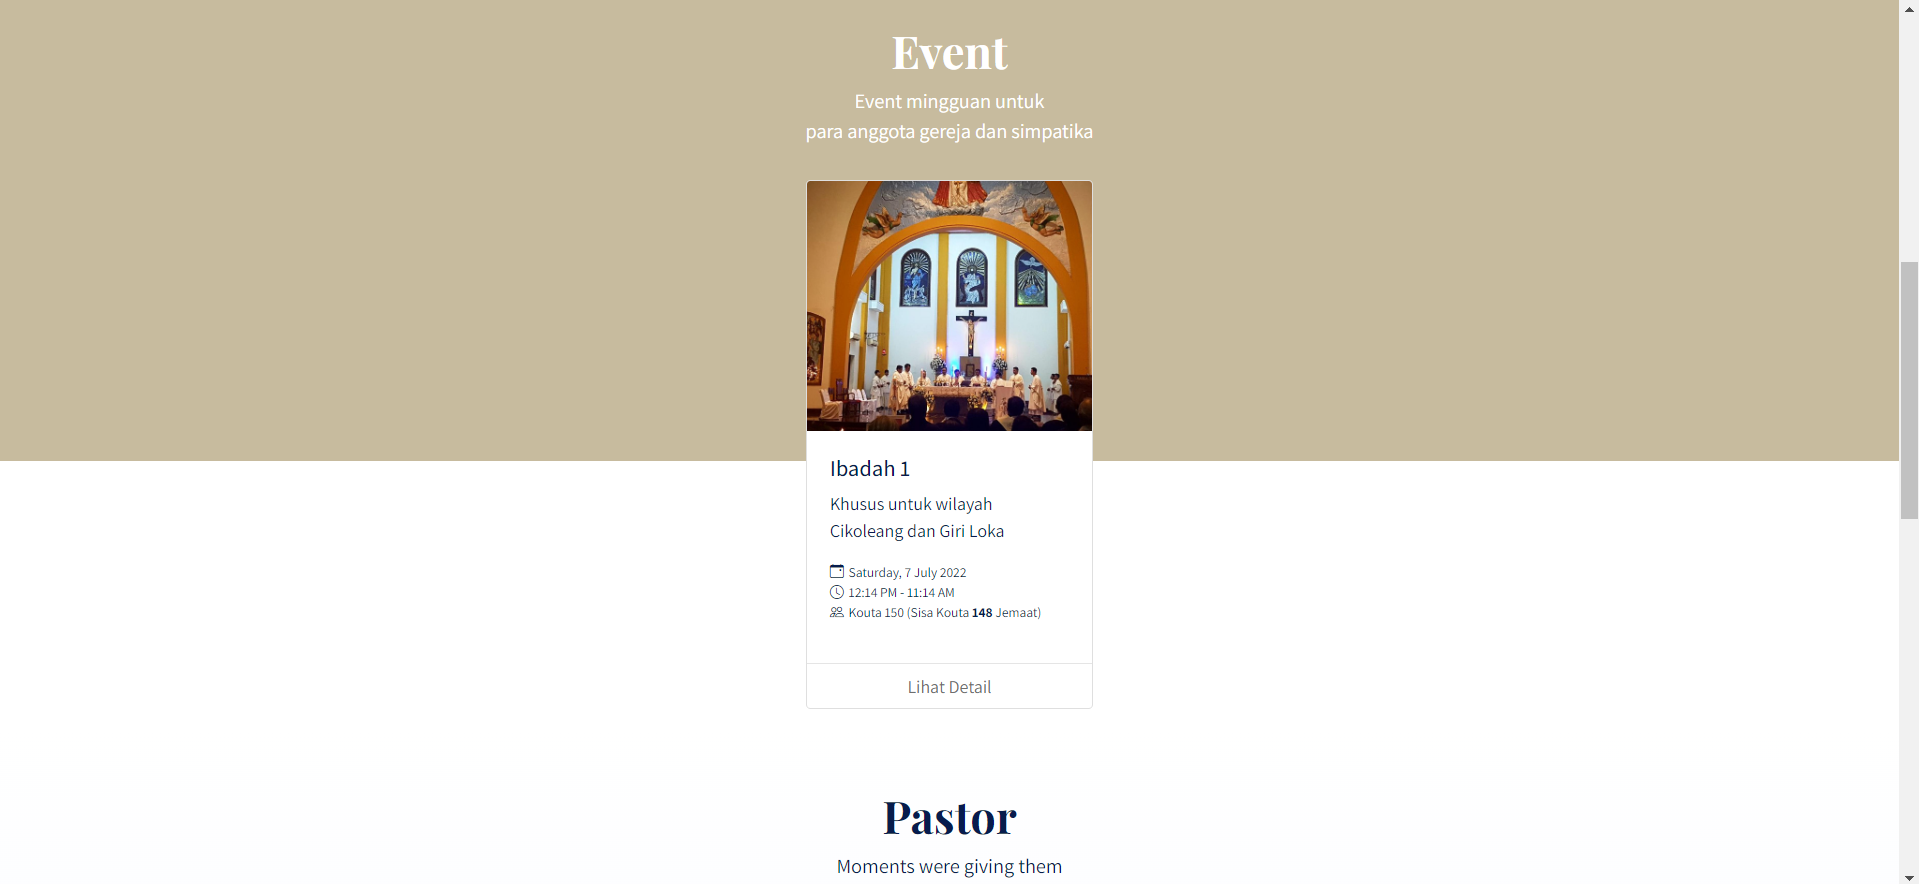 Event
Event mingguan untuk
para anggota gereja dan simpatika
Ibadah 1
Khusus untuk wilayah
Cikoleang dan Giri Loka
Saturday, 7 July 2022
12:14 PM - 11:14 AM
Kouta 150 (Sisa Kouta 148 Jemaat)
Lihat Detail
Pastor
Moments were giving them